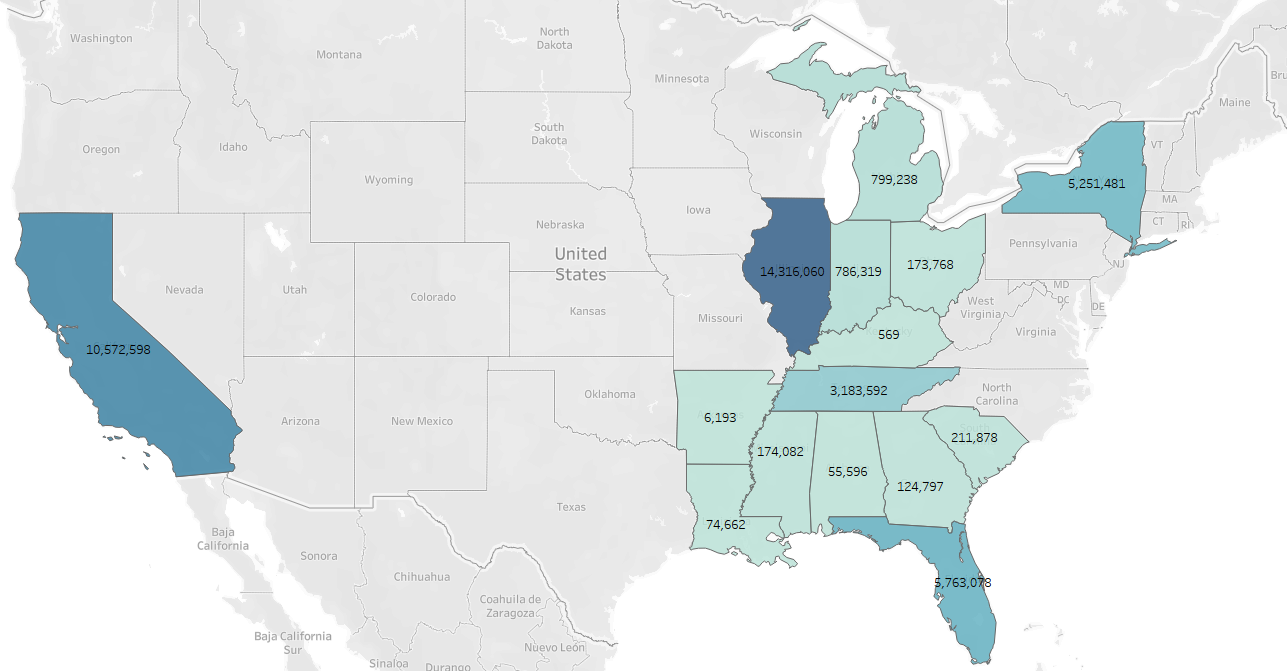 Washington
Montana
North
Dakota
Minnesota
Maine
Bru
Oregon
Idaho
South
Dakota
Wisconsin
VT
Wyoming
799,238
5,251,481
MA
Iowa
CT
RI
Nebraska
Pennsylvania
United
States
Nevada
Utah
Colorado
14,316,060
786,319
173,768
NJ
MD
DC
DE
West
Virginia
Kansas
Missouri
Virginia
569
10,572,598
Oklahoma
3,183,592
North
Carolina
Arizona
New Mexico
6,193
211,878
174,082
55,596
124,797
Texas
74,662
Baja
California
Sonora
Chihuahua
5,763,078
Coahuila de
Zaragoza
Baja California
Sur
Nuevo León
Sinaloa
Durango